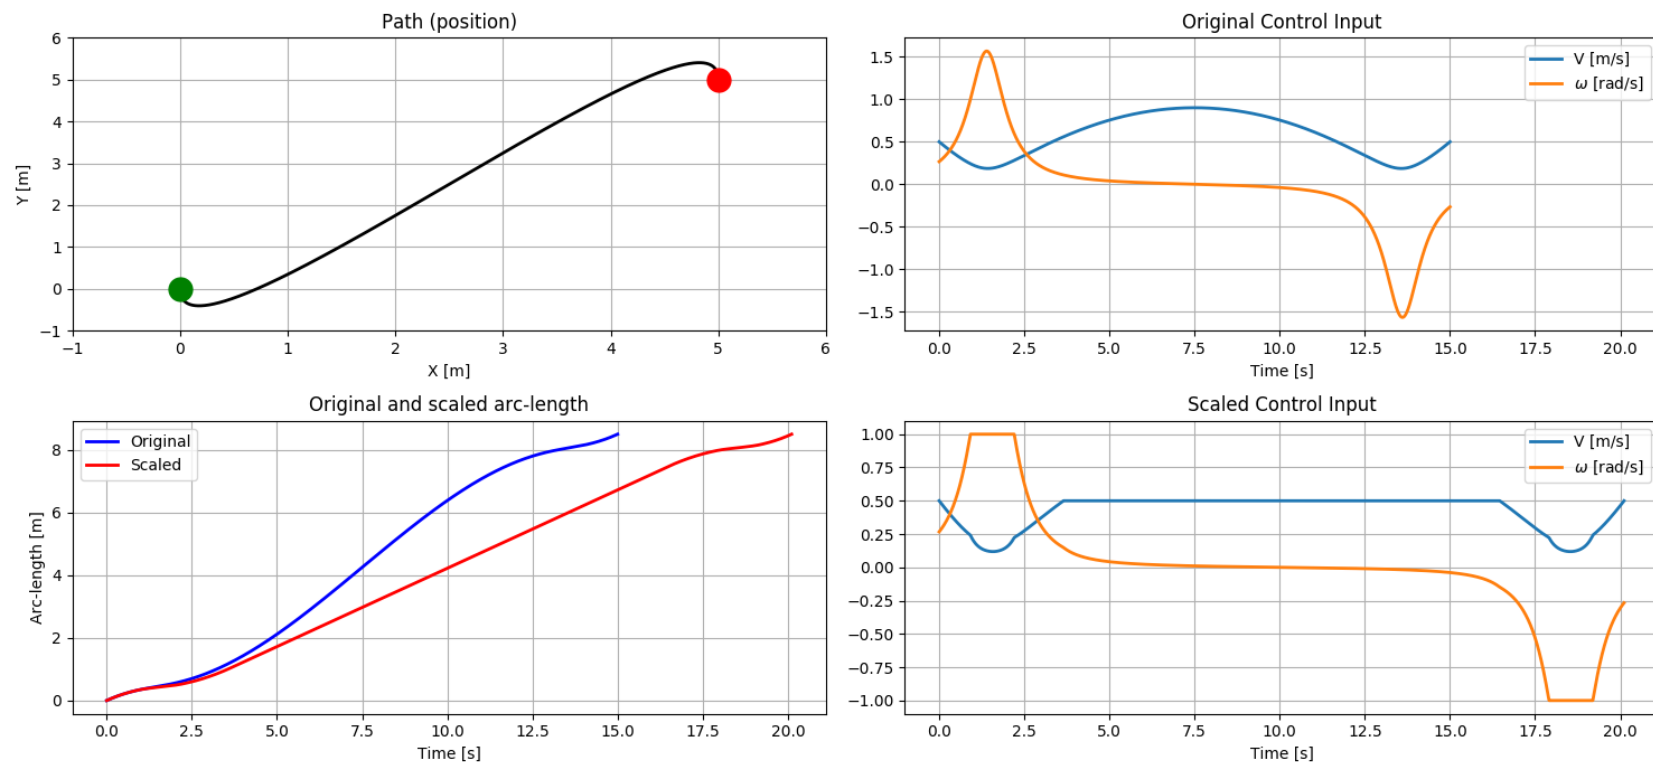 Path (position)
6
5
4
3
2
1
0
−1
Y [m]
−1 0 1 2 3 4 5 6
X [m]
Original Control Input
V [m/s]
ω [rad/s]
1.5
1.0
0.5
0.0
−0.5
−1.0
−1.5
0.0 2.5 5.0 7.5 10.0 12.5 15.0 17.5 20.0
Time [s]
Original and scaled arc-length
Original
Scaled
8
6
4
2
0
Arc-length [m]
0.0 2.5 5.0 7.5 10.0 12.5 15.0 17.5 20.0
Time [s]
Scaled Control Input
V [m/s]
ω [rad/s]
1.00
0.75
0.50
0.25
0.00
−0.25
−0.50
−0.75
−1.00
0.0 2.5 5.0 7.5 10.0 12.5 15.0 17.5 20.0
Time [s]